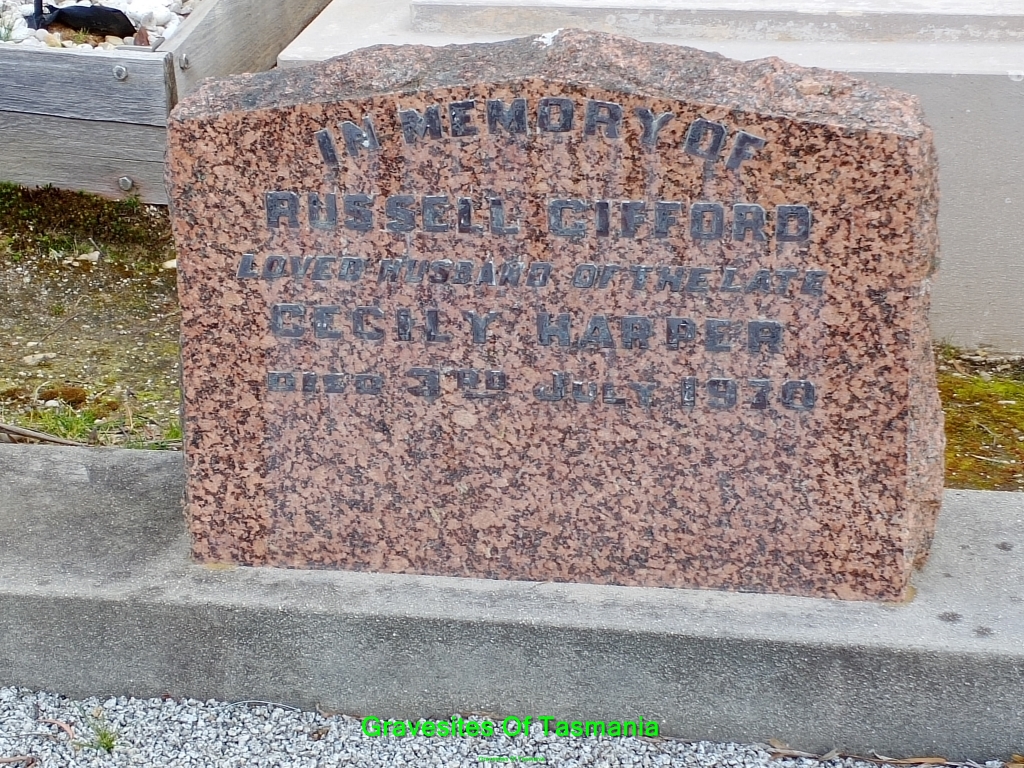 IN MEMORY OF
RUSSELL GIFFORD
LOVED HUSBAND OF THE LATE
CECILY HARPER
DIED 3RD JULY 1970
Gravesites Of Tasmania